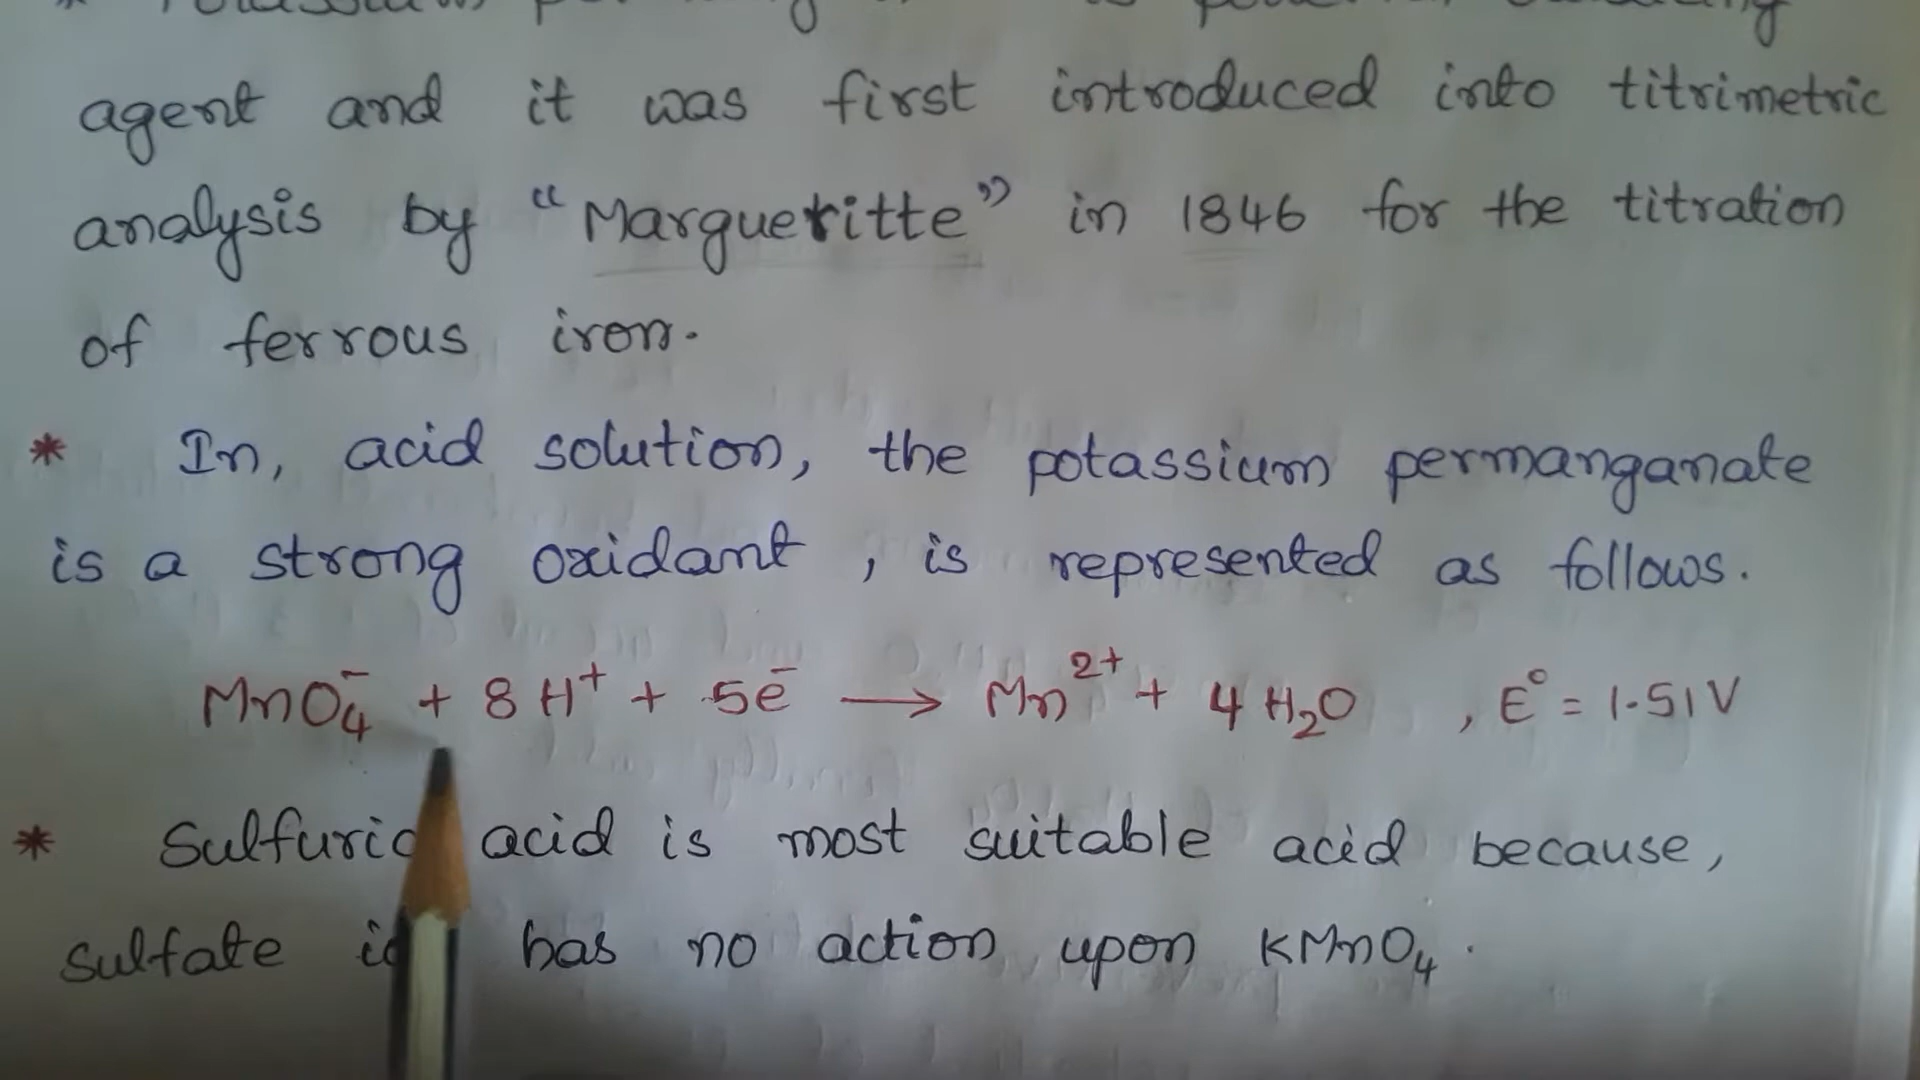 agent and it was first introduced into titrimetric
analysis by "Margueritte" in 1846 for the titration
of ferrous iron.
* In, acid solution, the potassium permanganate
is a strong oxidant, is represented as follows.
MnO₄⁻ + 8H⁺ + 5e⁻ → Mn²⁺ + 4H₂O , E° = 1.51V
* Sulfuric acid is most suitable acid because,
sulfate has no action upon KMnO₄.